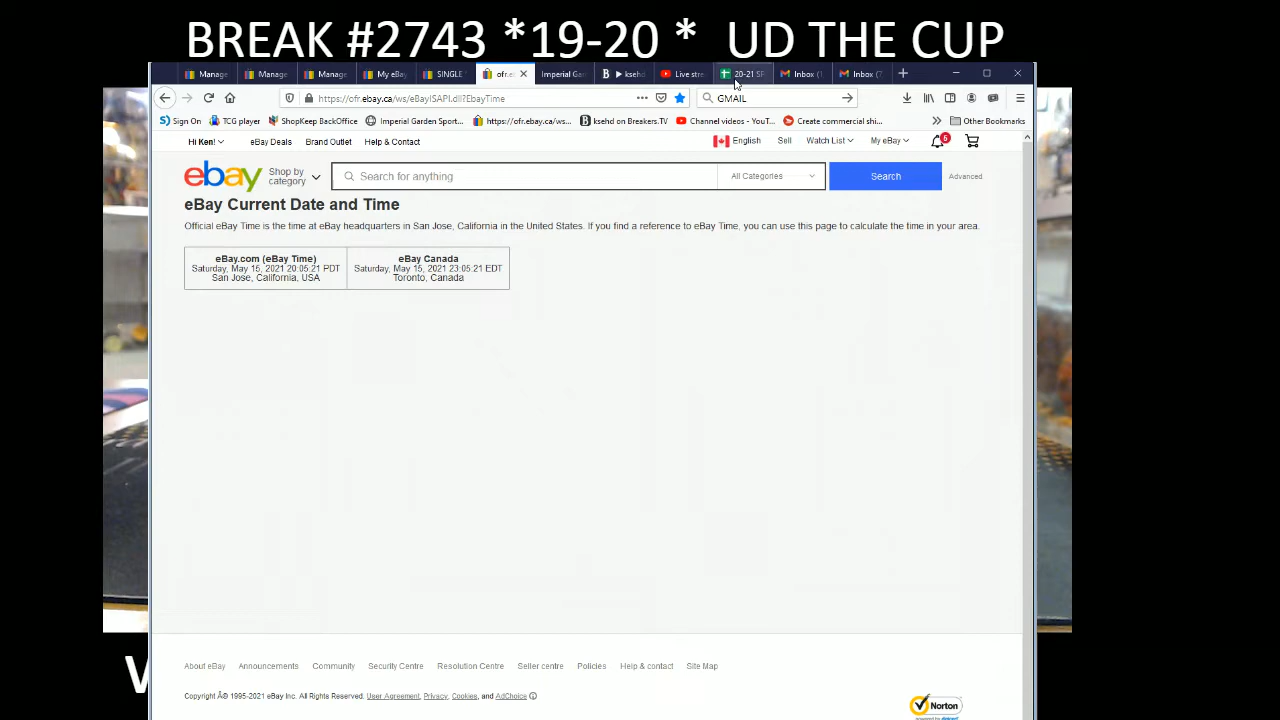 BREAK #2743 *19-20 * UD THE CUP
Manage Manage Manage My eBay SINGLE ofr.e Imperial Gar B ksehd Live stre 20-21 SP Inbox (1 Inbox (7
https://ofr.ebay.ca/ws/eBayISAPI.dll?EbayTime GMAIL
Sign On TCG player ShopKeep BackOffice Imperial Garden Sport... https://ofr.ebay.ca/ws... ksehd on Breakers.TV Channel videos - YouT... Create commercial shi... Other Bookmarks
Hi Ken! eBay Deals Brand Outlet Help & Contact English Sell Watch List My eBay 6
ebay Shop by category Search for anything All Categories Search Advanced
eBay Current Date and Time
Official eBay Time is the time at eBay headquarters in San Jose, California in the United States. If you find a reference to eBay Time, you can use this page to calculate the time in your area.
eBay.com (eBay Time) eBay Canada
Saturday, May 15, 2021 20:05:21 PDT Saturday, May 15, 2021 23:05:21 EDT
San Jose, California, USA Toronto, Canada
About eBay Announcements Community Security Centre Resolution Centre Seller centre Policies Help & contact Site Map
Copyright Â© 1995-2021 eBay Inc. All Rights Reserved. User Agreement, Privacy, Cookies, and AdChoice
Norton
powered by